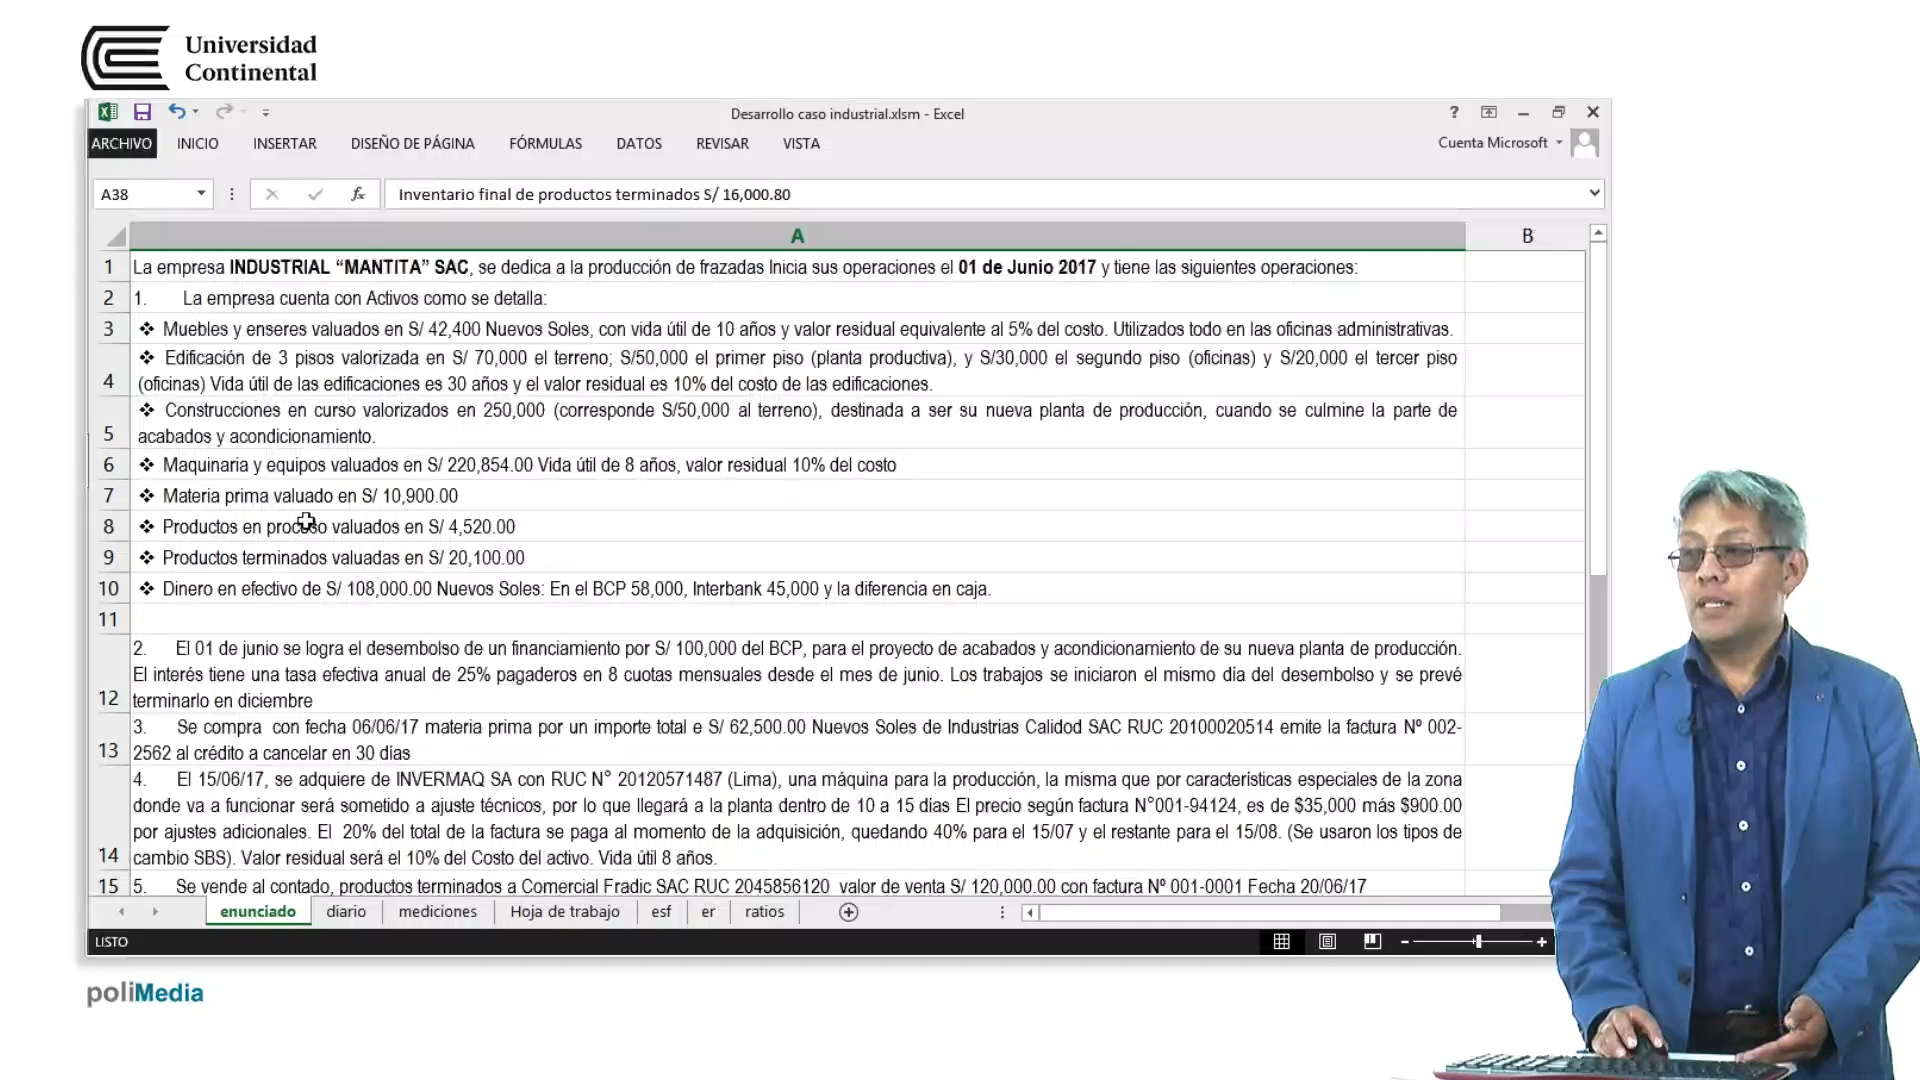 Universidad
Continental
Desarrollo caso industrial.xlsm - Excel
ARCHIVO INICIO INSERTAR DISEÑO DE PÁGINA FÓRMULAS DATOS REVISAR VISTA Cuenta Microsoft
A38 fx Inventario final de productos terminados S/ 16,000.80
A B
1 La empresa INDUSTRIAL “MANTITA” SAC, se dedica a la producción de frazadas Inicia sus operaciones el 01 de Junio 2017 y tiene las siguientes operaciones:
2 1. La empresa cuenta con Activos como se detalla:
3 ❖ Muebles y enseres valuados en S/ 42,400 Nuevos Soles, con vida útil de 10 años y valor residual equivalente al 5% del costo. Utilizados todo en las oficinas administrativas.
❖ Edificación de 3 pisos valorizada en S/ 70,000 el terreno; S/50,000 el primer piso (planta productiva), y S/30,000 el segundo piso (oficinas) y S/20,000 el tercer piso
4 (oficinas) Vida útil de las edificaciones es 30 años y el valor residual es 10% del costo de las edificaciones.
❖ Construcciones en curso valorizados en 250,000 (corresponde S/50,000 al terreno), destinada a ser su nueva planta de producción, cuando se culmine la parte de
5 acabados y acondicionamiento.
6 ❖ Maquinaria y equipos valuados en S/ 220,854.00 Vida útil de 8 años, valor residual 10% del costo
7 ❖ Materia prima valuado en S/ 10,900.00
8 ❖ Productos en proceso valuados en S/ 4,520.00
9 ❖ Productos terminados valuadas en S/ 20,100.00
10 ❖ Dinero en efectivo de S/ 108,000.00 Nuevos Soles: En el BCP 58,000, Interbank 45,000 y la diferencia en caja.
11
2. El 01 de junio se logra el desembolso de un financiamiento por S/ 100,000 del BCP, para el proyecto de acabados y acondicionamiento de su nueva planta de producción.
El interés tiene una tasa efectiva anual de 25% pagaderos en 8 cuotas mensuales desde el mes de junio. Los trabajos se iniciaron el mismo día del desembolso y se prevé
12 terminarlo en diciembre
3. Se compra con fecha 06/06/17 materia prima por un importe total e S/ 62,500.00 Nuevos Soles de Industrias Calidod SAC RUC 20100020514 emite la factura Nº 002-
13 2562 al crédito a cancelar en 30 días
4. El 15/06/17, se adquiere de INVERMAQ SA con RUC N° 20120571487 (Lima), una máquina para la producción, la misma que por características especiales de la zona
donde va a funcionar será sometido a ajuste técnicos, por lo que llegará a la planta dentro de 10 a 15 días El precio según factura N°001-94124, es de $35,000 más $900.00
por ajustes adicionales. El 20% del total de la factura se paga al momento de la adquisición, quedando 40% para el 15/07 y el restante para el 15/08. (Se usaron los tipos de
14 cambio SBS). Valor residual será el 10% del Costo del activo. Vida útil 8 años.
15 5. Se vende al contado, productos terminados a Comercial Fradic SAC RUC 2045856120 valor de venta S/ 120,000.00 con factura Nº 001-0001 Fecha 20/06/17
enunciado diario mediciones Hoja de trabajo esf er ratios
LISTO
poliMedia